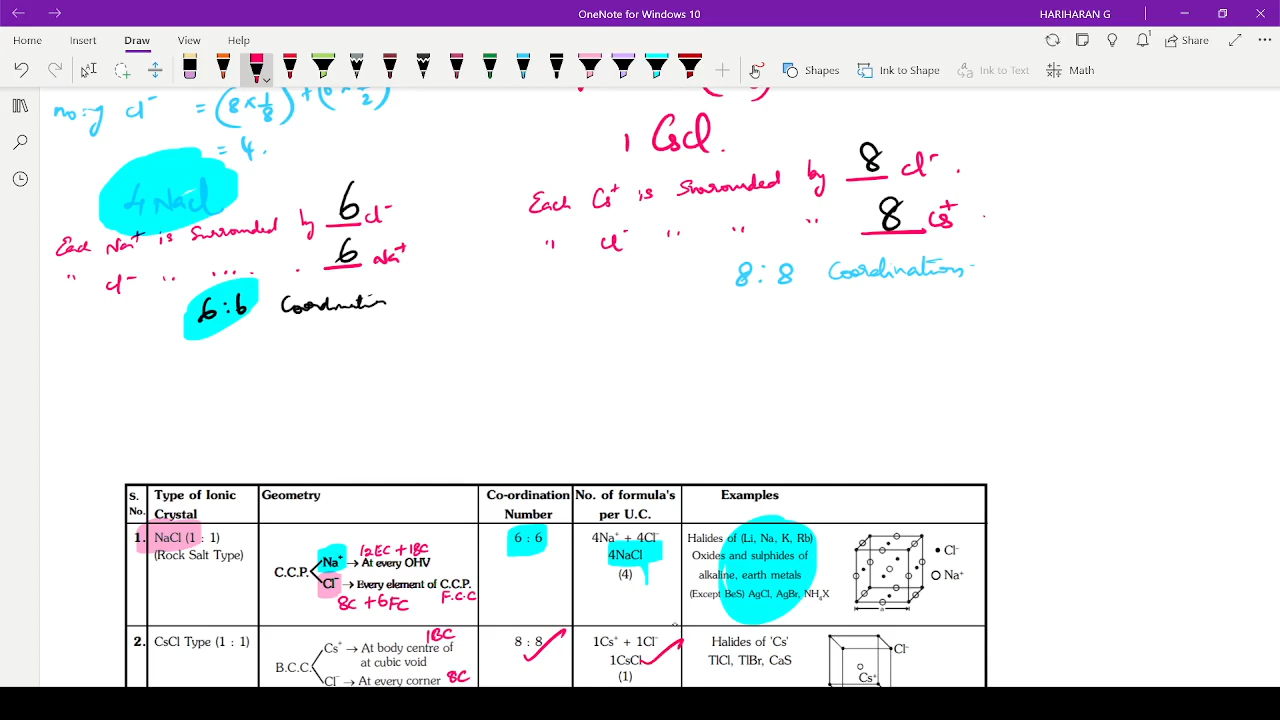 OneNote for Windows 10
HARIHARAN G
Home Insert Draw View Help
Share
Shapes
Ink to Shape
Ink to Text
Math
no: of Cl⁻ = (8 × 1/8) + (6 × 1/2)
= 4.
4 NaCl
Each Na⁺ is surrounded by 6 Cl⁻
" Cl⁻ " " " . 6 Na⁺
6:6 Coordination
1 CsCl.
Each Cs⁺ is surrounded by 8 Cl⁻.
" Cl⁻ " " " 8 Cs⁺.
8:8 Coordination
S. No. Type of Ionic Crystal Geometry Co-ordination Number No. of formula's per U.C. Examples
1. NaCl (1 : 1)
(Rock Salt Type)
12EC + 1BC
C.C.P.
Na⁺ → At every OHV
Cl⁻ → Every element of C.C.P.
8C + 6FC
F.C.C
6 : 6
4Na⁺ + 4Cl⁻
4NaCl
(4)
Halides of (Li, Na, K, Rb)
Oxides and sulphides of
alkaline, earth metals
(Except BeS) AgCl, AgBr, NH₄X
Cl⁻
Na⁺
a
2. CsCl Type (1 : 1)
1BC
B.C.C.
Cs⁺ → At body centre of
at cubic void
Cl⁻ → At every corner 8C
8 : 8
1Cs⁺ + 1Cl⁻
1CsCl
(1)
Halides of 'Cs'
TlCl, TlBr, CaS
Cl⁻
Cs⁺